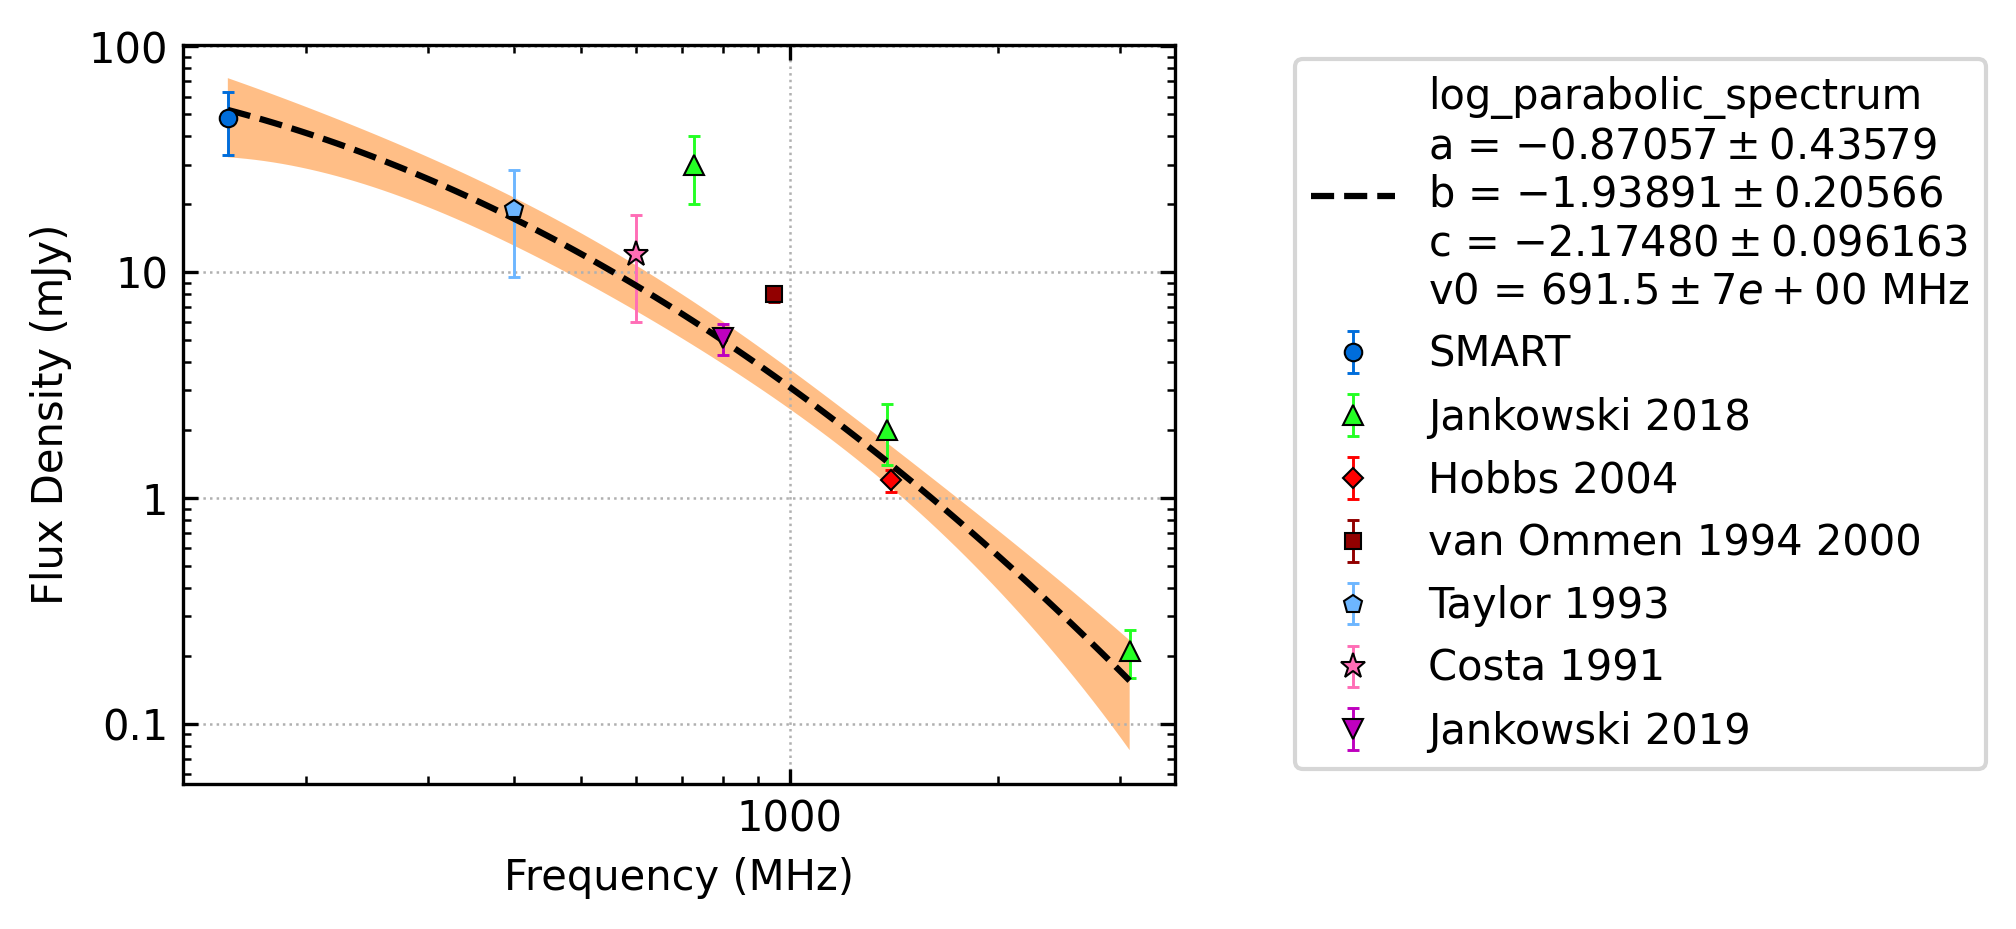 100
10
1
0.1
Flux Density (mJy)
1000
Frequency (MHz)
log_parabolic_spectrum
a = −0.87057 ± 0.43579
b = −1.93891 ± 0.20566
c = −2.17480 ± 0.096163
v0 = 691.5 ± 7e + 00 MHz
SMART
Jankowski 2018
Hobbs 2004
van Ommen 1994 2000
Taylor 1993
Costa 1991
Jankowski 2019